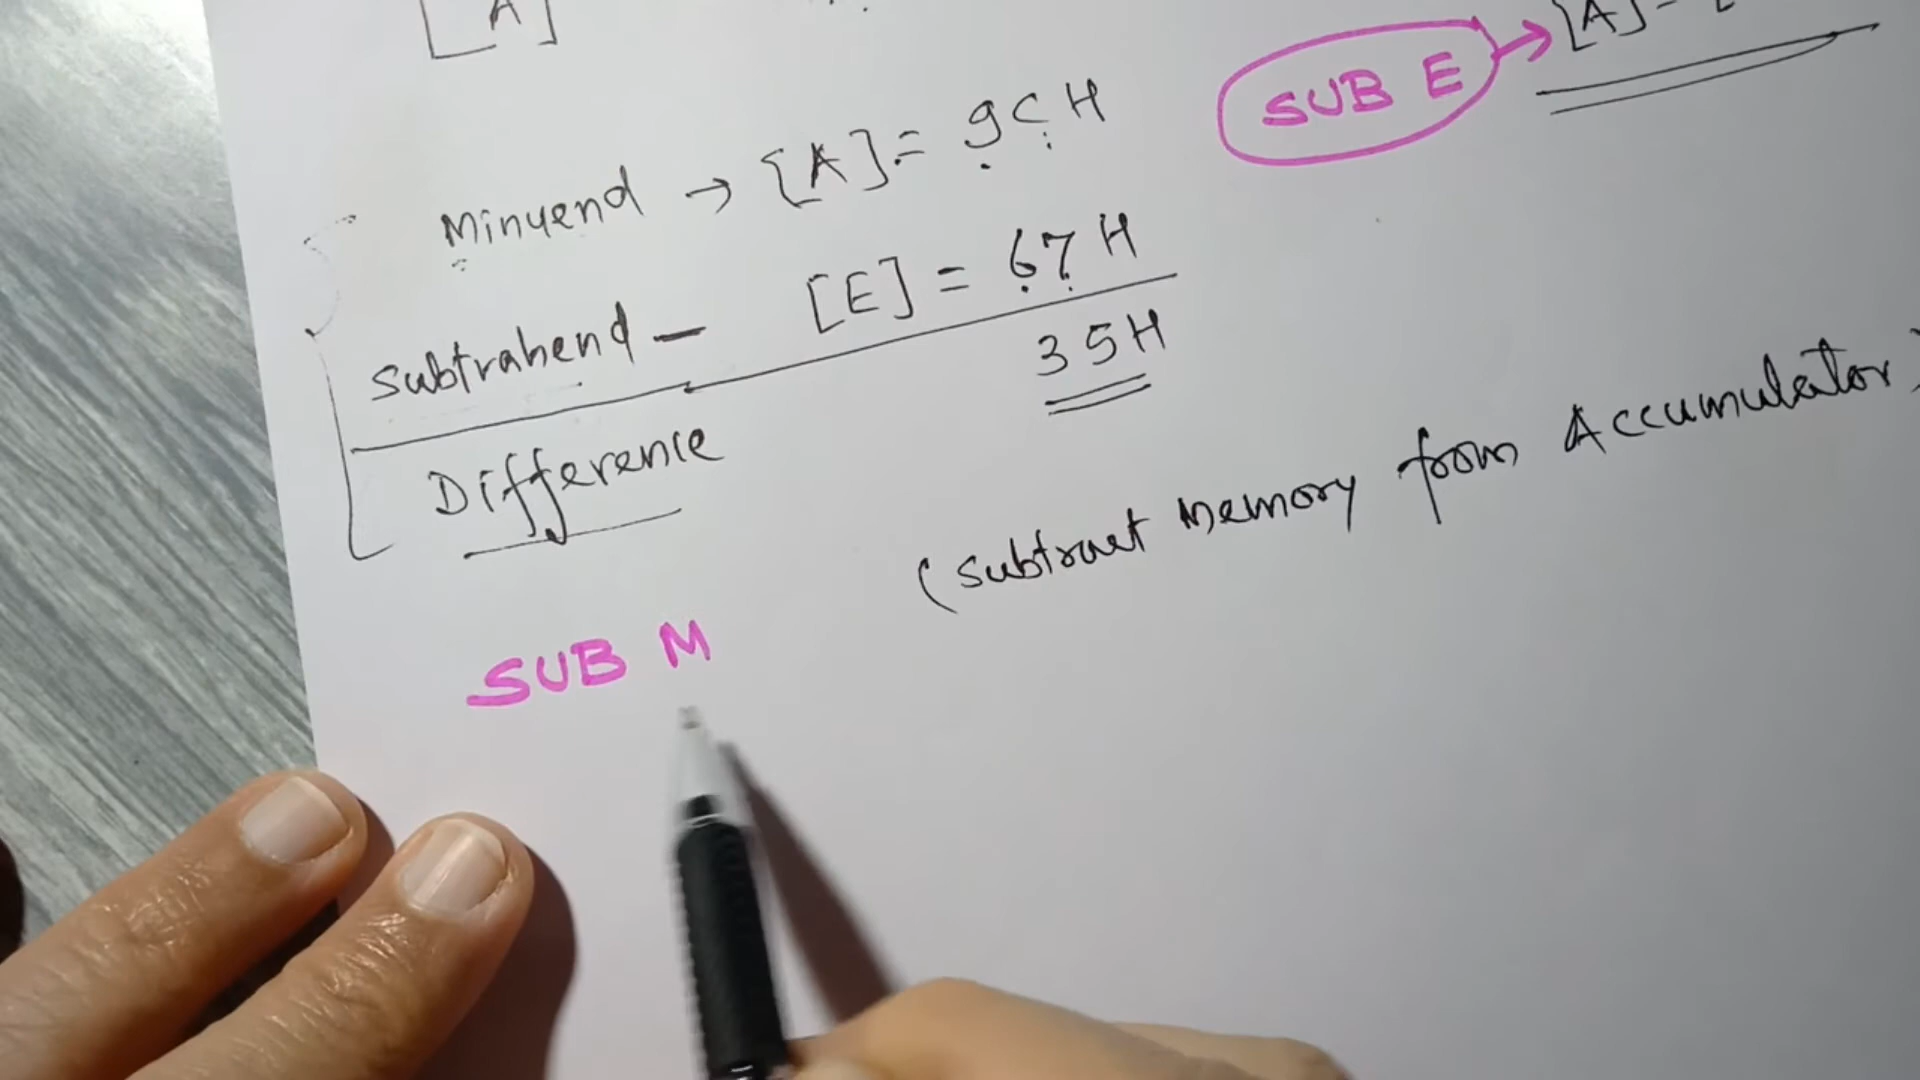 [A]
SUB E → [A] -
Minuend → [A] = 9CH
Subtrahend - [E] = 67H
35H
Difference
(subtract Memory from Accumulator)
SUB M